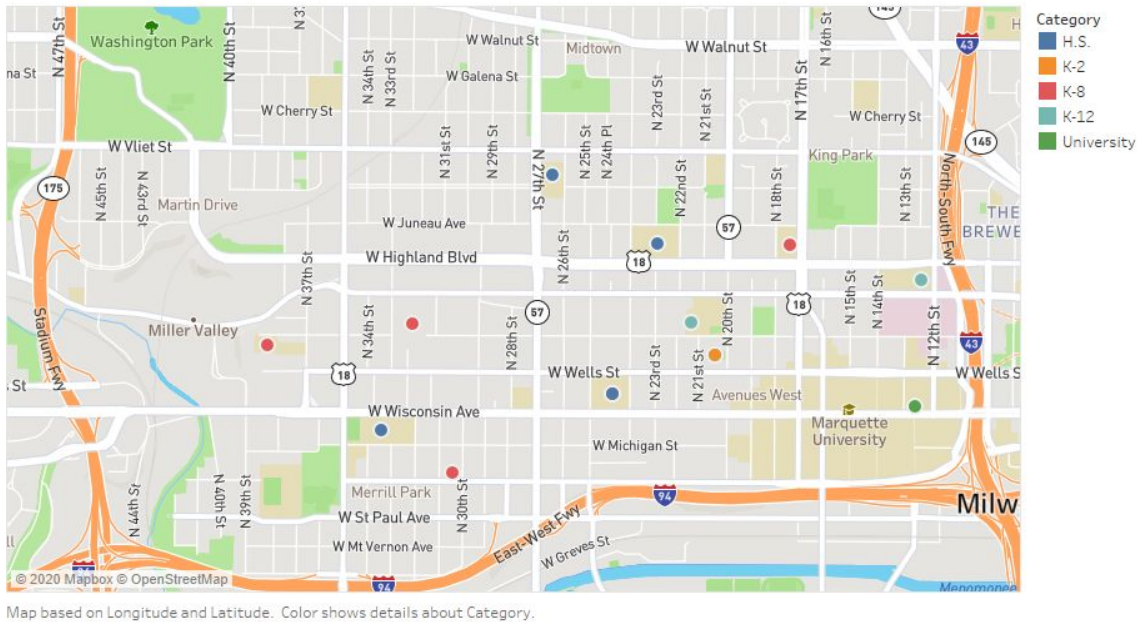 145
N 47th St
Washington Park
N 40th St
N 37
W Walnut St
Midtown
W Walnut St
N 16th St
43
na St
N 34th St
N 33rd St
W Galena St
N 23rd St
N 21st St
N 17th St
W Cherry St
W Cherry St
W Vliet St
N 31st St
N 29th St
N 27th St
N 25th St
N 24th Pl
King Park
145
175
N 45th St
N 43rd St
Martin Drive
N 22nd St
N 18th St
N 13th St
North-South Fwy
THE
BREWE
W Juneau Ave
57
W Highland Blvd
N 26th St
18
N 37th St
N 15th St
N 14th St
18
Stadium Fwy
Miller Valley
N 34th St
57
N 28th St
N 20th St
N 12th St
43
N 23rd St
N 21st St
18
W Wells St
W Wells S
s St
Avenues West
W Wisconsin Ave
Marquette
University
W Michigan St
N 44th St
N 40th St
N 39th St
Merrill Park
N 30th St
94
W St Paul Ave
East-West Fwy
Milw
W Mt Vernon Ave
W Greves St
94
© 2020 Mapbox © OpenStreetMap
Menomonee
Category
H.S.
K-2
K-8
K-12
University
Map based on Longitude and Latitude. Color shows details about Category.